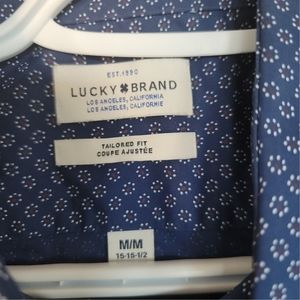 EST. 1990
LUCKY BRAND
LOS ANGELES, CALIFORNIA
LOS ANGELES, CALIFORNIE
TAILORED FIT
COUPE AJUSTÉE
M/M
15-15-1/2